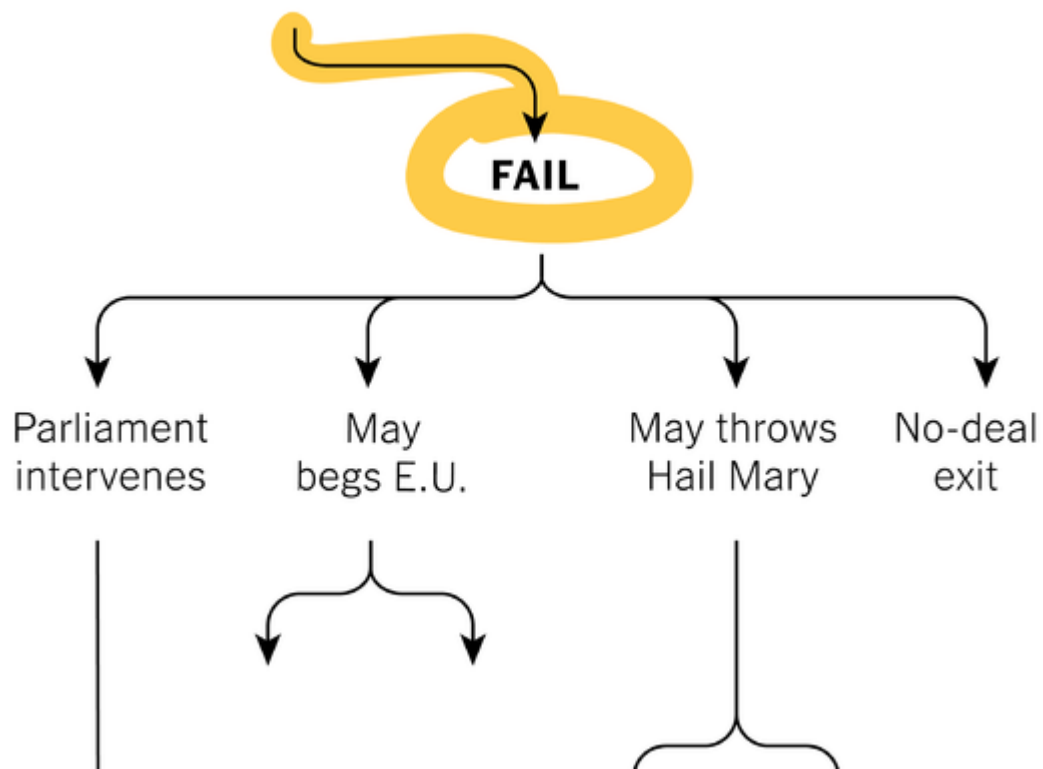 FAIL
Parliament
intervenes
May
begs E.U.
May throws
Hail Mary
No-deal
exit